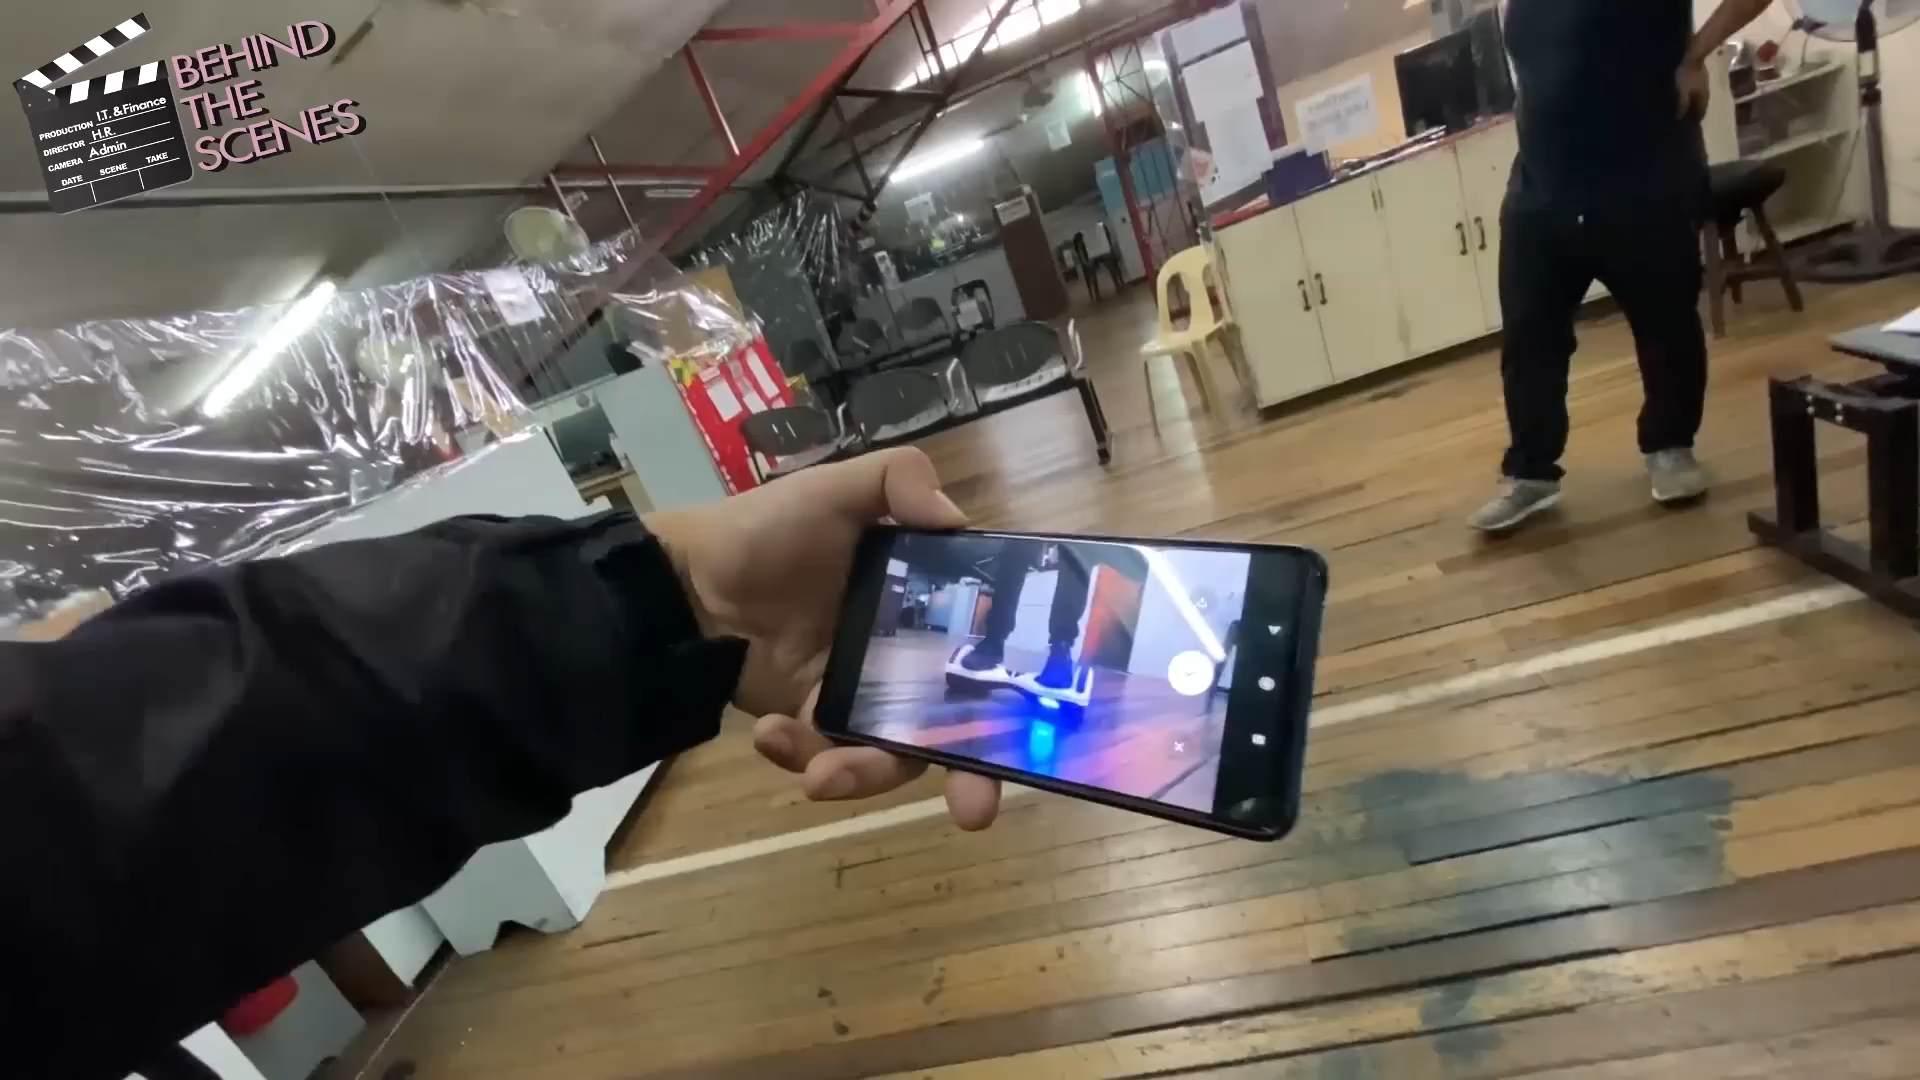 BEHIND
THE
SCENES
PRODUCTION I.T. & Finance
DIRECTOR H.R.
CAMERA Admin
DATE SCENE TAKE